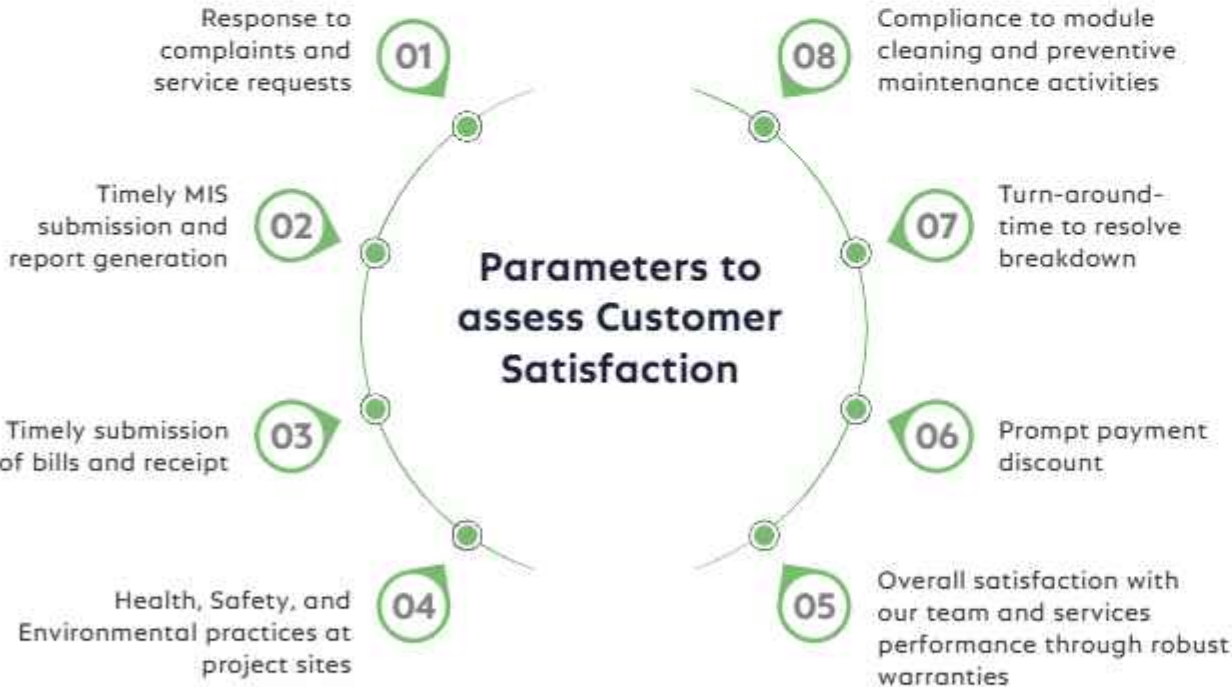 Parameters to
assess Customer
Satisfaction
01
Response to
complaints and
service requests
02
Timely MIS
submission and
report generation
03
Timely submission
of bills and receipt
04
Health, Safety, and
Environmental practices at
project sites
05
Overall satisfaction with
our team and services
performance through robust
warranties
06
Prompt payment
discount
07
Turn-around-
time to resolve
breakdown
08
Compliance to module
cleaning and preventive
maintenance activities